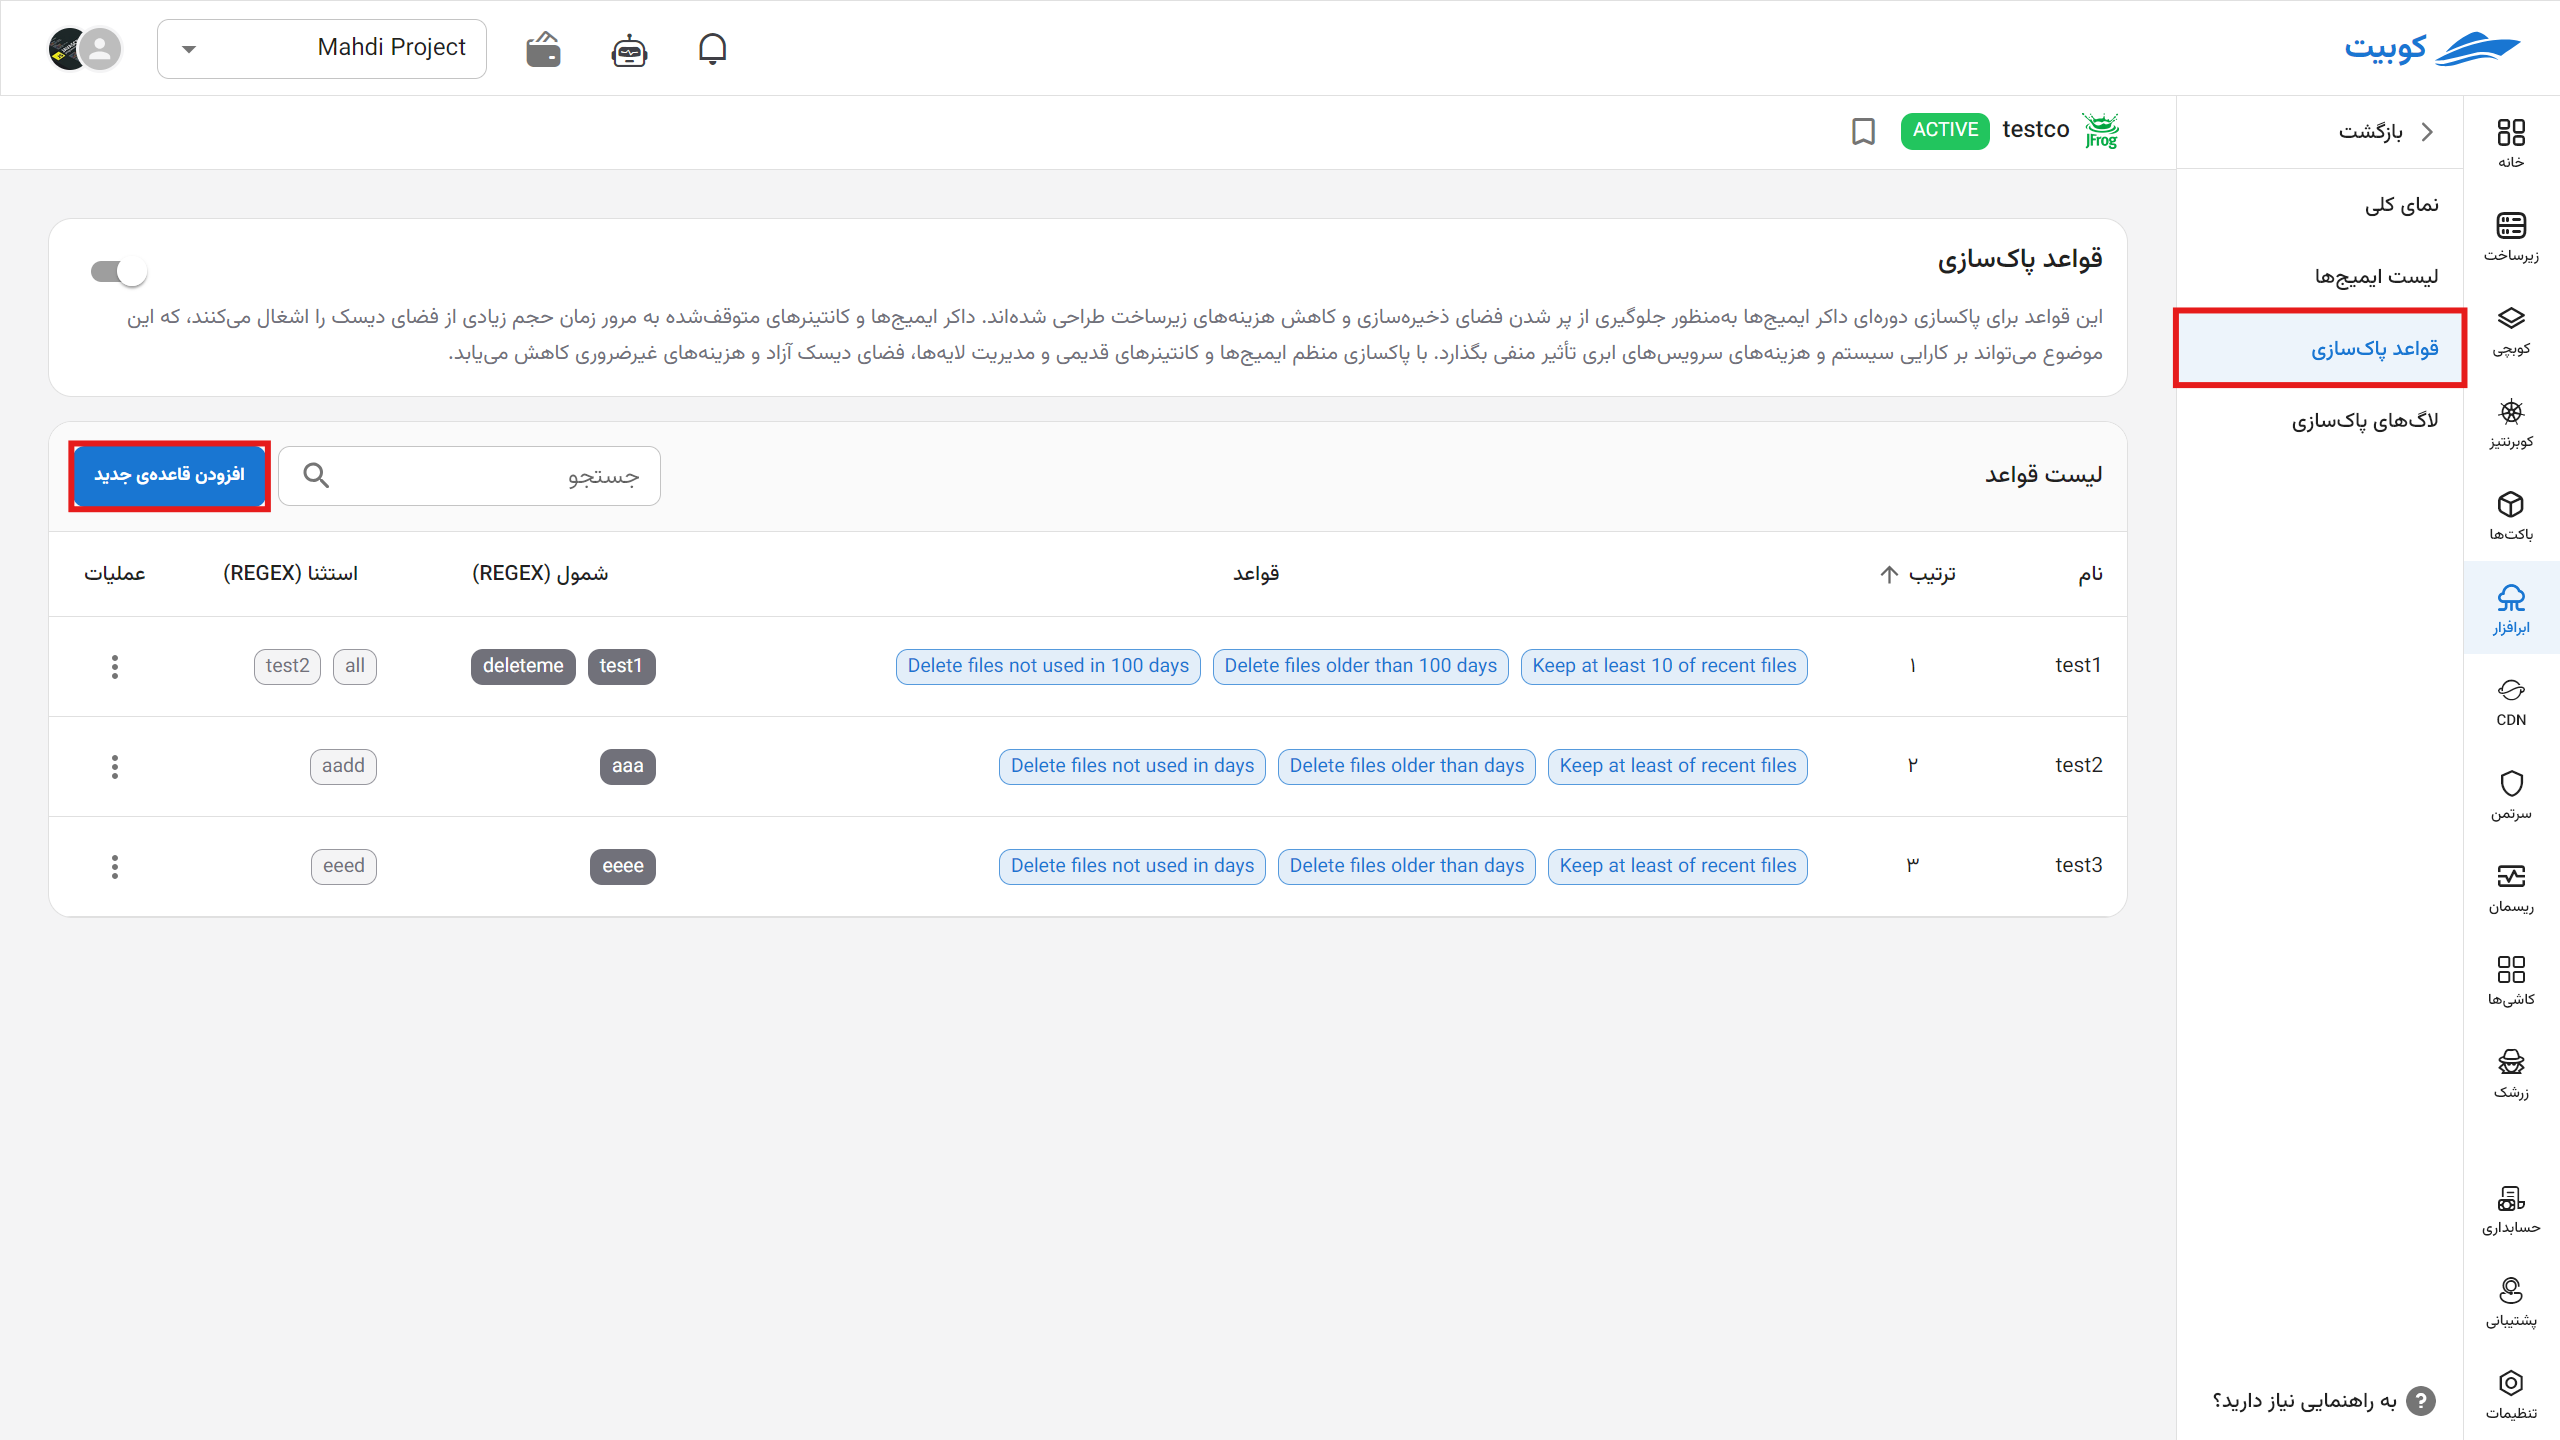 کوبیت
Mahdi Project
خانه
زیرساخت
کوبچی
کوبرنتیز
باکت‌ها
ابرافزار
CDN
سرتمن
ریسمان
کاشی‌ها
زرشک
حسابداری
پشتیبانی
تنظیمات
بازگشت
نمای کلی
لیست ایمیج‌ها
قواعد پاک‌سازی
لاگ‌های پاک‌سازی
به راهنمایی نیاز دارید؟
JFrog testco ACTIVE
قواعد پاک‌سازی
این قواعد برای پاکسازی دوره‌ای داکر ایمیج‌ها به‌منظور جلوگیری از پر شدن فضای ذخیره‌سازی و کاهش هزینه‌های زیرساخت طراحی شده‌اند. داکر ایمیج‌ها و کانتینرهای متوقف‌شده به مرور زمان حجم زیادی از فضای دیسک را اشغال می‌کنند، که این
موضوع می‌تواند بر کارایی سیستم و هزینه‌های سرویس‌های ابری تأثیر منفی بگذارد. با پاکسازی منظم ایمیج‌ها و کانتینرهای قدیمی و مدیریت لایه‌ها، فضای دیسک آزاد و هزینه‌های غیرضروری کاهش می‌یابد.
لیست قواعد جستجو افزودن قاعده‌ی جدید
نام ترتیب قواعد شمول (REGEX) استثنا (REGEX) عملیات
test1 ۱ Keep at least 10 of recent files Delete files older than 100 days Delete files not used in 100 days test1 deleteme all test2
test2 ۲ Keep at least of recent files Delete files older than days Delete files not used in days aaa aadd
test3 ۳ Keep at least of recent files Delete files older than days Delete files not used in days eeee eeed